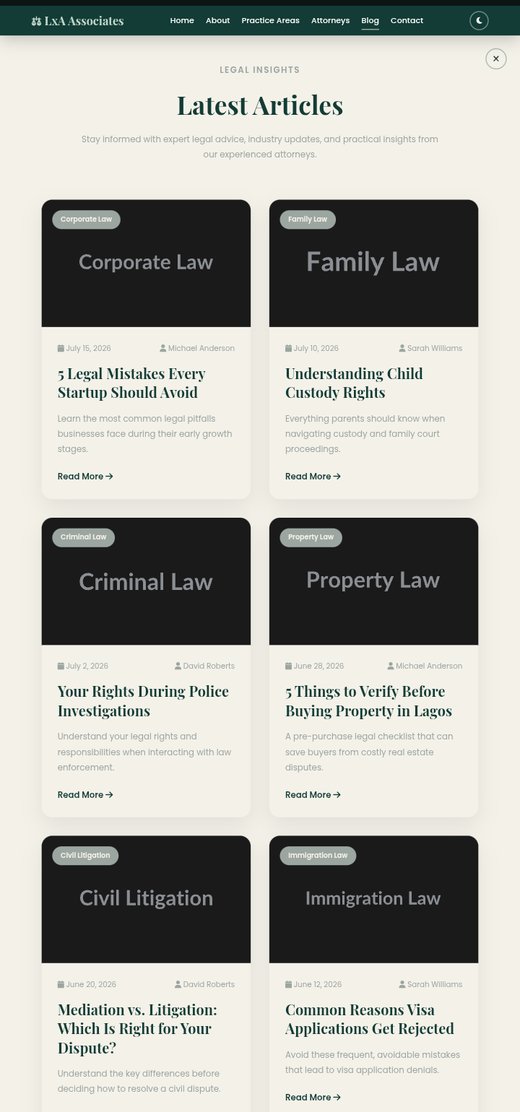 LxA Associates Home About Practice Areas Attorneys Blog Contact
LEGAL INSIGHTS
Latest Articles
Stay informed with expert legal advice, industry updates, and practical insights from
our experienced attorneys.
Corporate Law
Corporate Law
July 15, 2026 Michael Anderson
5 Legal Mistakes Every
Startup Should Avoid
Learn the most common legal pitfalls
businesses face during their early growth
stages.
Read More
Family Law
Family Law
July 10, 2026 Sarah Williams
Understanding Child
Custody Rights
Everything parents should know when
navigating custody and family court
proceedings.
Read More
Criminal Law
Criminal Law
July 2, 2026 David Roberts
Your Rights During Police
Investigations
Understand your legal rights and
responsibilities when interacting with law
enforcement.
Read More
Property Law
Property Law
June 28, 2026 Michael Anderson
5 Things to Verify Before
Buying Property in Lagos
A pre-purchase legal checklist that can
save buyers from costly real estate
disputes.
Read More
Civil Litigation
Civil Litigation
June 20, 2026 David Roberts
Mediation vs. Litigation:
Which Is Right for Your
Dispute?
Understand the key differences before
deciding how to resolve a civil dispute.
Immigration Law
Immigration Law
June 12, 2026 Sarah Williams
Common Reasons Visa
Applications Get Rejected
Avoid these frequent, avoidable mistakes
that lead to visa application denials.
Read More